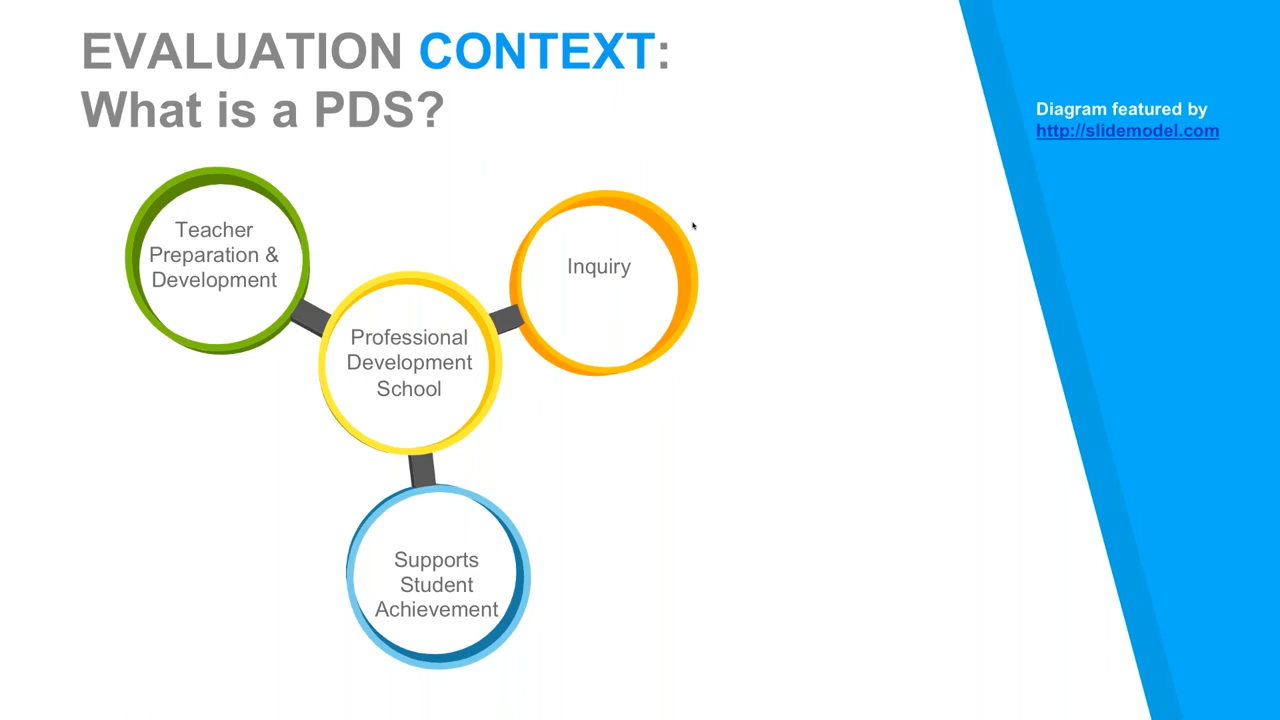 EVALUATION CONTEXT:
What is a PDS?
Diagram featured by
http://slidemodel.com
Teacher
Preparation &
Development
Inquiry
Professional
Development
School
Supports
Student
Achievement